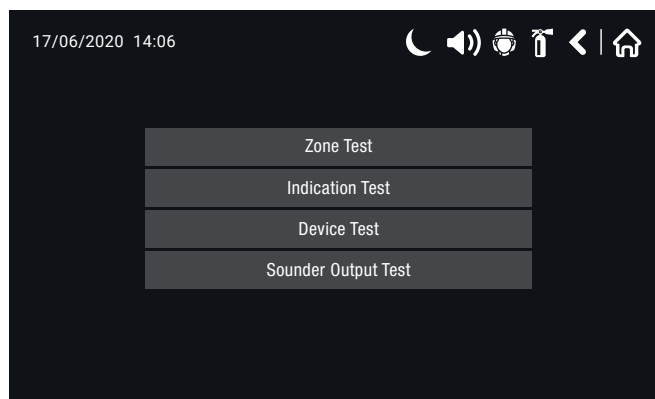 17/06/2020 14:06
Zone Test
Indication Test
Device Test
Sounder Output Test